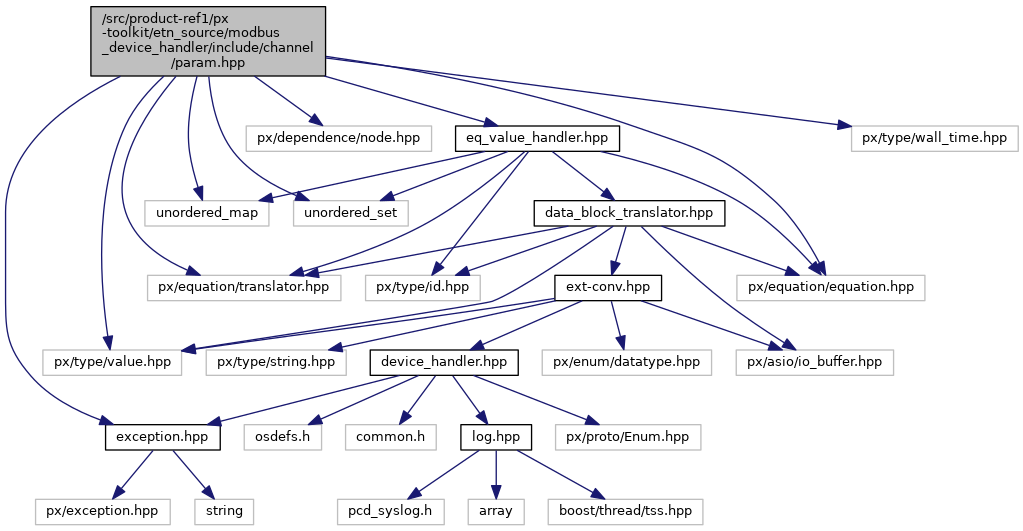 /src/product-ref1/px
-toolkit/etn_source/modbus
_device_handler/include/channel
/param.hpp
px/dependence/node.hpp
eq_value_handler.hpp
px/type/wall_time.hpp
unordered_map
unordered_set
data_block_translator.hpp
px/equation/translator.hpp
px/type/id.hpp
ext-conv.hpp
px/equation/equation.hpp
px/type/value.hpp
px/type/string.hpp
device_handler.hpp
px/enum/datatype.hpp
px/asio/io_buffer.hpp
exception.hpp
osdefs.h
common.h
log.hpp
px/proto/Enum.hpp
px/exception.hpp
string
pcd_syslog.h
array
boost/thread/tss.hpp